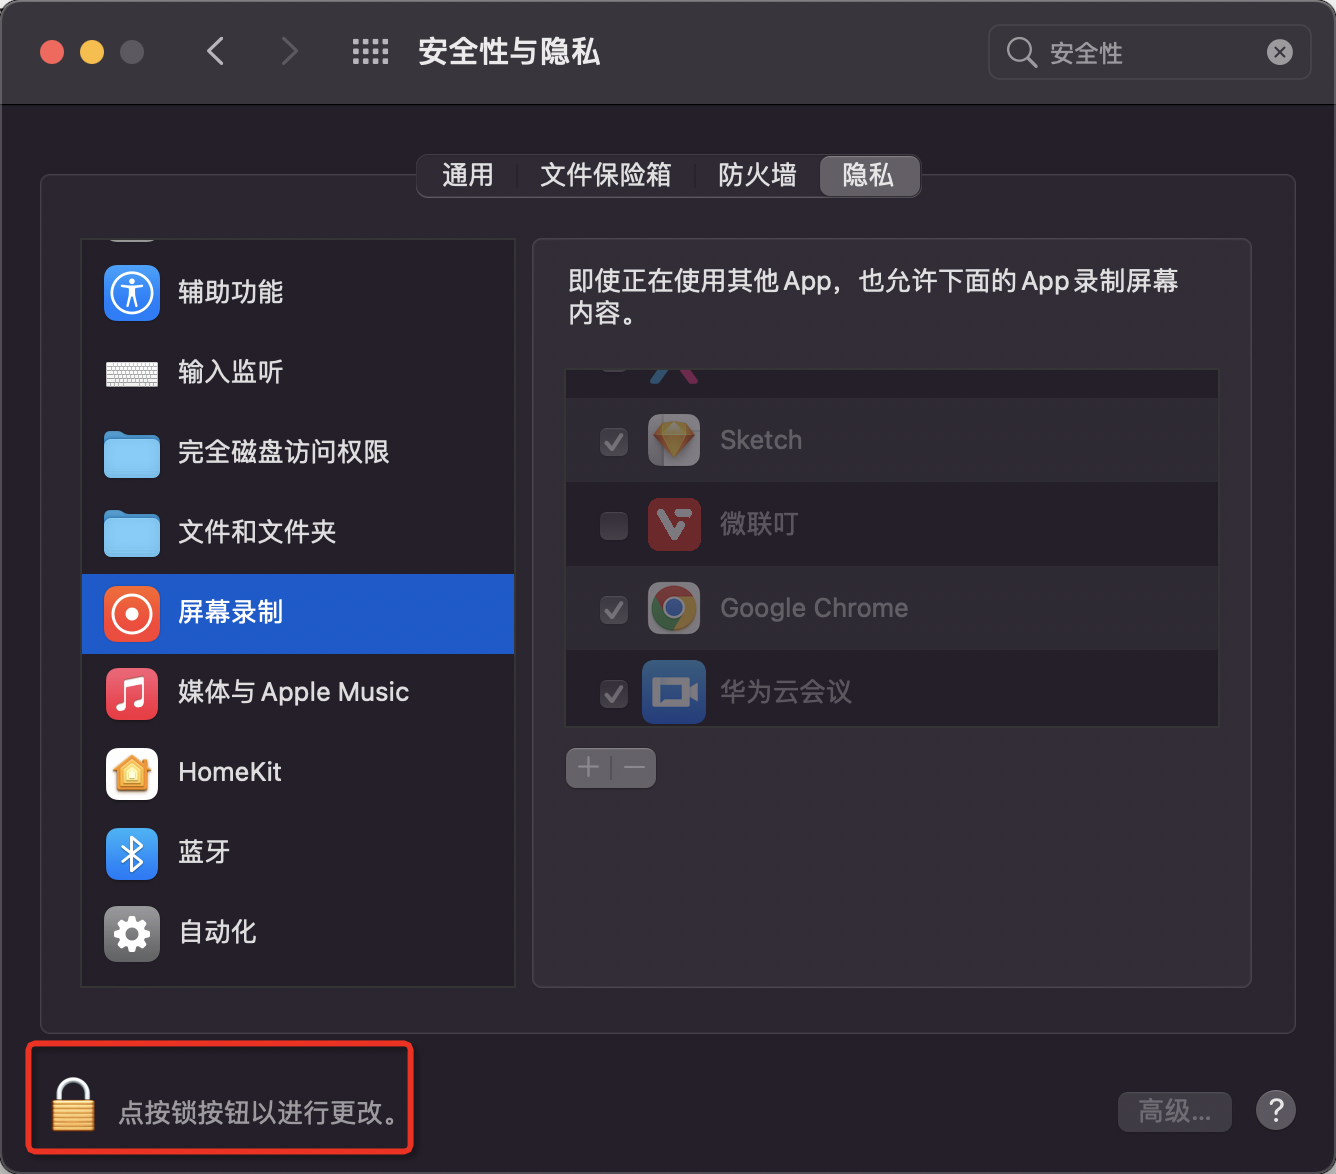 安全性与隐私
安全性
通用
文件保险箱
防火墙
隐私
辅助功能
输入监听
完全磁盘访问权限
文件和文件夹
屏幕录制
媒体与 Apple Music
HomeKit
蓝牙
自动化
即使正在使用其他 App，也允许下面的 App 录制屏幕
内容。
Sketch
微联叮
Google Chrome
华为云会议
点按锁按钮以进行更改。
高级...
?